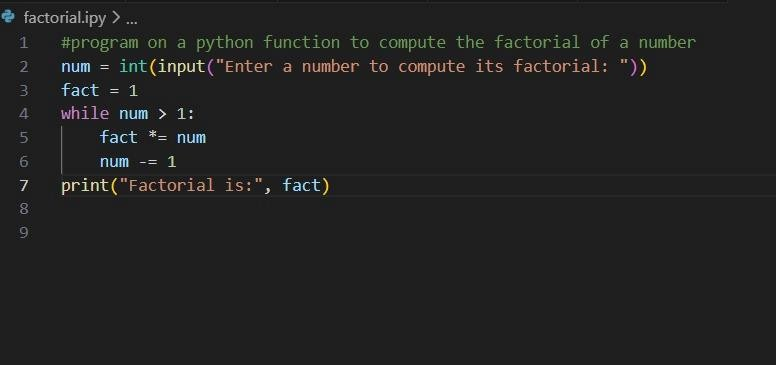 factorial.ipy > ...
1 #program on a python function to compute the factorial of a number
2 num = int(input("Enter a number to compute its factorial: "))
3 fact = 1
4 while num > 1:
5     fact *= num
6     num -= 1
7 print("Factorial is:", fact)
8
9